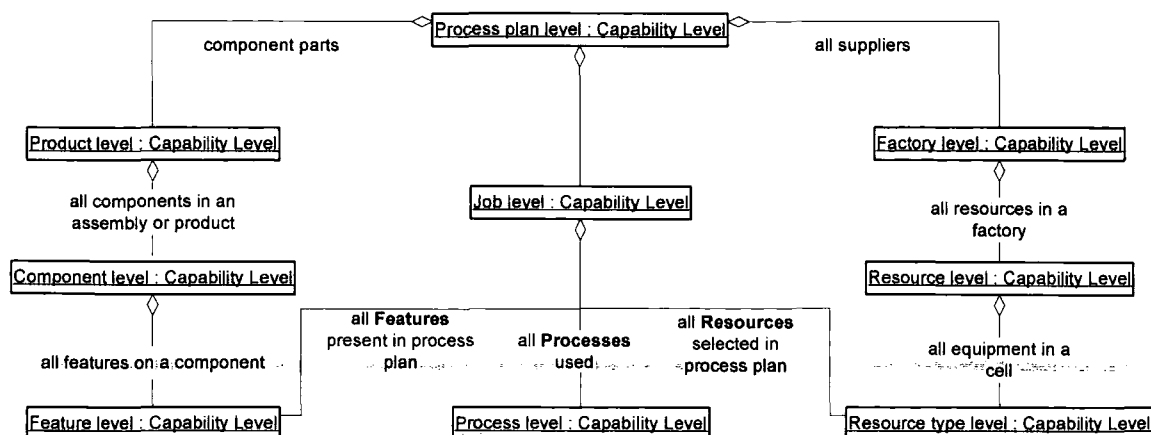 Process plan level : Capability Level
component parts
all suppliers
Product level : Capability Level
Factory level : Capability Level
all components in an
assembly or product
Job level : Capability Level
all resources in a
factory
Component level : Capability Level
Resource level : Capability Level
all Features
present in process
plan
all Processes
used
all Resources
selected in
process plan
all features on a component
all equipment in a
cell
Feature level : Capability Level
Process level : Capability Level
Resource type level : Capability Level